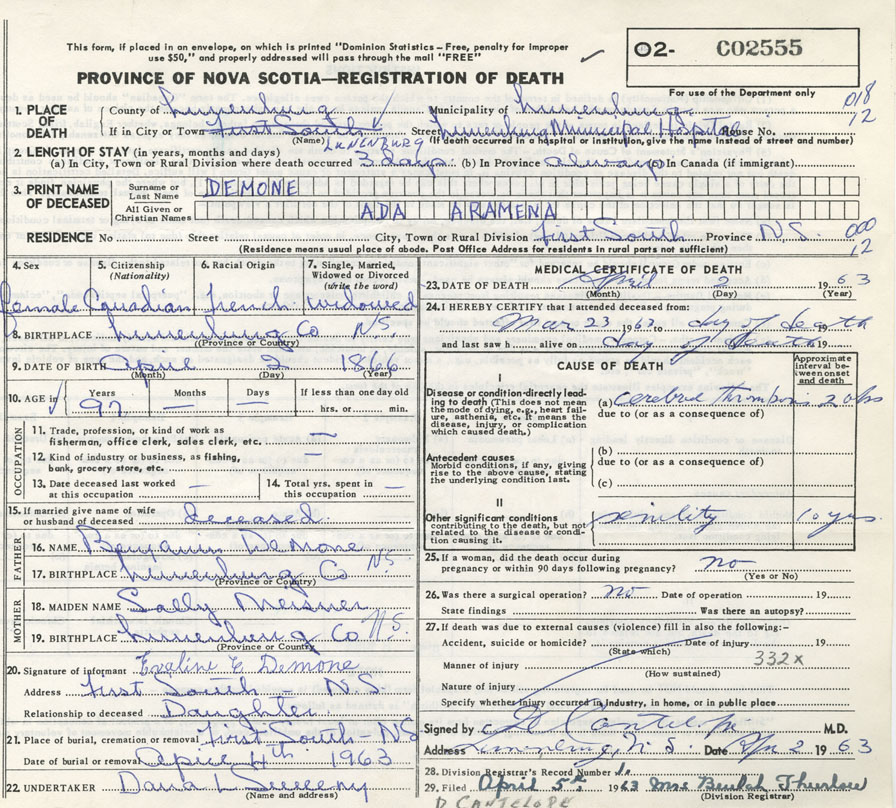 This form, if placed in an envelope, on which is printed "Dominion Statistics - Free, penalty for improper
use $50," and properly addressed will pass through the mail "FREE"
O2- C02555
PROVINCE OF NOVA SCOTIA—REGISTRATION OF DEATH
For use of the Department only
018
12
1. PLACE OF DEATH
County of Lunenburg Municipality of Lunenburg
If in City or Town First South Street Lunenburg Municipal Hospital House No.
(Name) LUNENBURG (If death occurred in a hospital or institution, give the name instead of street and number)
2. LENGTH OF STAY (in years, months and days)
(a) In City, Town or Rural Division where death occurred 3 days (b) In Province always (c) In Canada (if immigrant)
3. PRINT NAME OF DECEASED
Surname or Last Name DEMONE
All Given or Christian Names ADA ARAMENA
RESIDENCE No Street City, Town or Rural Division First South Province N.S.
000
12
(Residence means usual place of abode. Post Office Address for residents in rural parts not sufficient)
4. Sex 5. Citizenship (Nationality) 6. Racial Origin 7. Single, Married, Widowed or Divorced (write the word)
female Canadian french widowed
8. BIRTHPLACE Lunenburg Co N.S.
(Province or Country)
9. DATE OF BIRTH April 2 1866
(Month) (Day) (Year)
10. AGE in Years Months Days If less than one day old
97 — — hrs. or min.
OCCUPATION
11. Trade, profession, or kind of work as
fisherman, office clerk, sales clerk, etc. —
12. Kind of industry or business, as fishing,
bank, grocery store, etc. —
13. Date deceased last worked
at this occupation —
14. Total yrs. spent in
this occupation —
15. If married give name of wife
or husband of deceased deceased
FATHER
16. NAME Benjamin Demone
17. BIRTHPLACE Lunenburg Co N.S.
(Province or Country)
MOTHER
18. MAIDEN NAME Sally Meisner
19. BIRTHPLACE Lunenburg Co N.S.
(Province or Country)
20. Signature of informant Eveline E Demone
Address First South - N.S.
Relationship to deceased Daughter
21. Place of burial, cremation or removal First South NS
Date of burial or removal April 4th 1963
22. UNDERTAKER Dana L Sweeny
(Name and address)
MEDICAL CERTIFICATE OF DEATH
23. DATE OF DEATH April 2 1963
(Month) (Day) (Year)
24. I HEREBY CERTIFY that I attended deceased from:
Mar 23 1963 to day of death 19
and last saw h alive on day of death 19
CAUSE OF DEATH
Approximate interval between onset and death
I
Disease or condition-directly leading to death (This does not mean the mode of dying, e.g., heart failure, asthenia, etc. It means the disease, injury, or complication which caused death.)
(a) cerebral thrombosis
due to (or as a consequence of)
Antecedent causes
Morbid conditions, if any, giving rise to the above cause, stating the underlying condition last.
(b)
due to (or as a consequence of)
(c)
II
Other significant conditions contributing to the death, but not related to the disease or condition causing it.
senility 10 yrs
25. If a woman, did the death occur during
pregnancy or within 90 days following pregnancy? no
(Yes or No)
26. Was there a surgical operation? no Date of operation 19
State findings Was there an autopsy?
27. If death was due to external causes (violence) fill in also the following:-
Accident, suicide or homicide? Date of injury 19
(State which)
332X
Manner of injury
(How sustained)
Nature of injury
Specify whether injury occurred in industry, in home, or in public place
Signed by M.D.
Address Lunenburg, N.S. Date Apr 2 1963
28. Division Registrar's Record Number
29. Filed April 5th 1963 Mrs Beulah
(Division Registrar)
D CANTELOPE